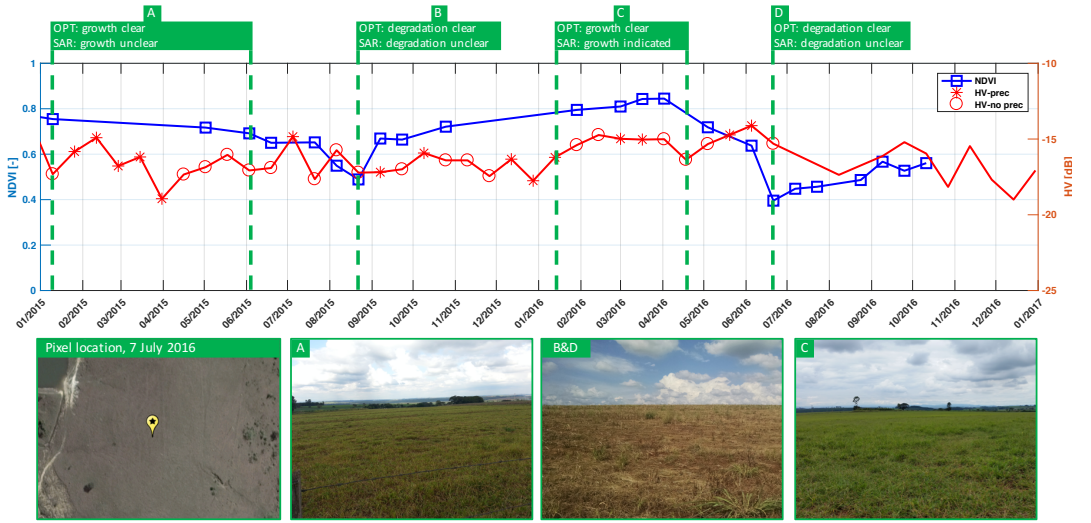 A
OPT: growth clear
SAR: growth unclear
B
OPT: degradation clear
SAR: degradation unclear
C
OPT: growth clear
SAR: growth indicated
D
OPT: degradation clear
SAR: degradation unclear
1
0.8
0.6
0.4
0.2
0
NDVI [-]
-10
-15
-20
-25
HV [dB]
NDVI
HV-prec
HV-no prec
01/2015
02/2015
03/2015
04/2015
05/2015
06/2015
07/2015
08/2015
09/2015
10/2015
11/2015
12/2015
01/2016
02/2016
03/2016
04/2016
05/2016
06/2016
07/2016
08/2016
09/2016
10/2016
11/2016
12/2016
01/2017
Pixel location, 7 July 2016
A
B&D
C